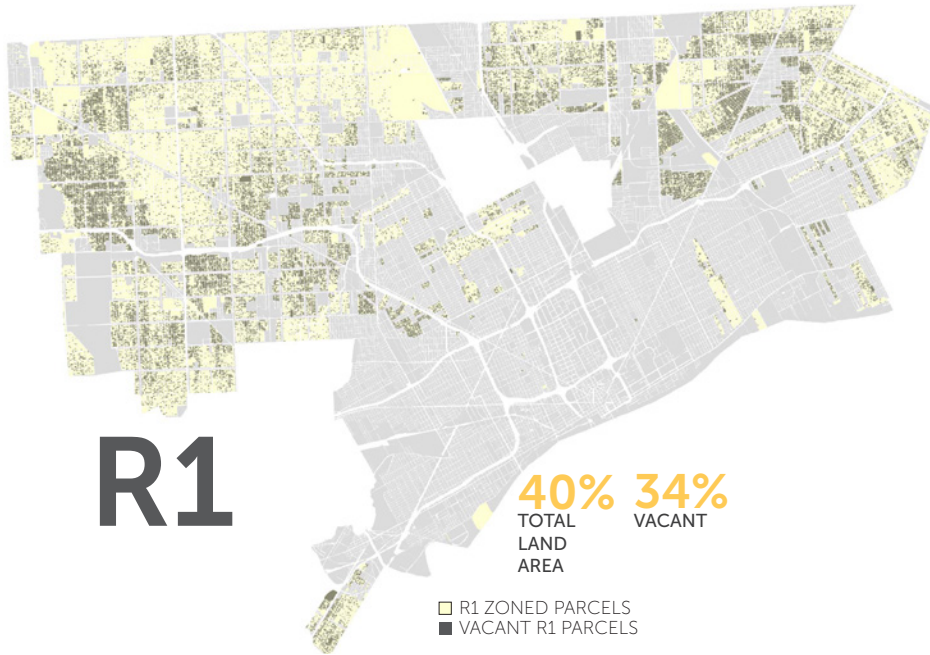 R1
40% 34%
TOTAL LAND AREA
VACANT
R1 ZONED PARCELS
VACANT R1 PARCELS